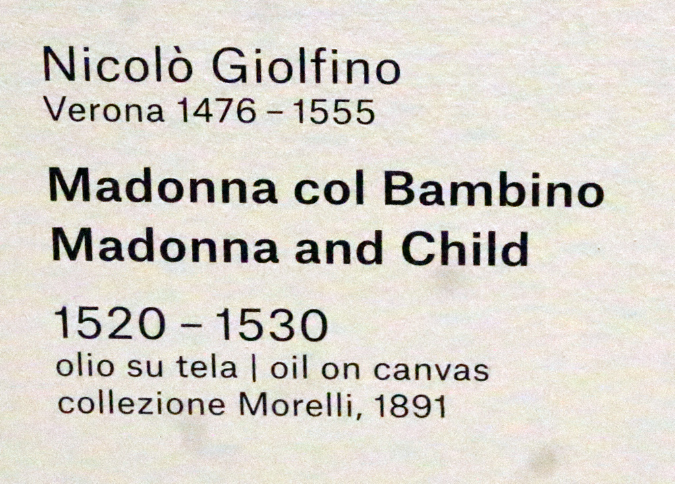 Nicolò Giolfino
Verona 1476 – 1555
Madonna col Bambino
Madonna and Child
1520 – 1530
olio su tela | oil on canvas
collezione Morelli, 1891